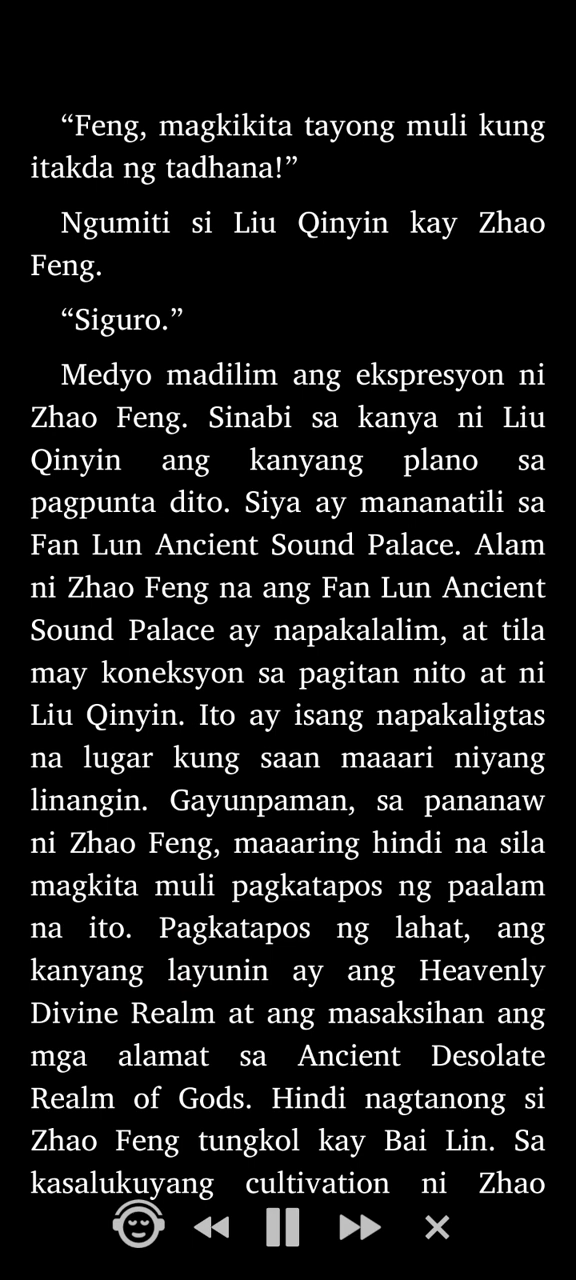 “Feng, magkikita tayong muli kung
itakda ng tadhana!”
Ngumiti si Liu Qinyin kay Zhao
Feng.
“Siguro.”
Medyo madilim ang ekspresyon ni
Zhao Feng. Sinabi sa kanya ni Liu
Qinyin ang kanyang plano sa
pagpunta dito. Siya ay mananatili sa
Fan Lun Ancient Sound Palace. Alam
ni Zhao Feng na ang Fan Lun Ancient
Sound Palace ay napakalalim, at tila
may koneksyon sa pagitan nito at ni
Liu Qinyin. Ito ay isang napakaligtas
na lugar kung saan maaari niyang
linangin. Gayunpaman, sa pananaw
ni Zhao Feng, maaaring hindi na sila
magkita muli pagkatapos ng paalam
na ito. Pagkatapos ng lahat, ang
kanyang layunin ay ang Heavenly
Divine Realm at ang masaksihan ang
mga alamat sa Ancient Desolate
Realm of Gods. Hindi nagtanong si
Zhao Feng tungkol kay Bai Lin. Sa
kasalukuyang cultivation ni Zhao